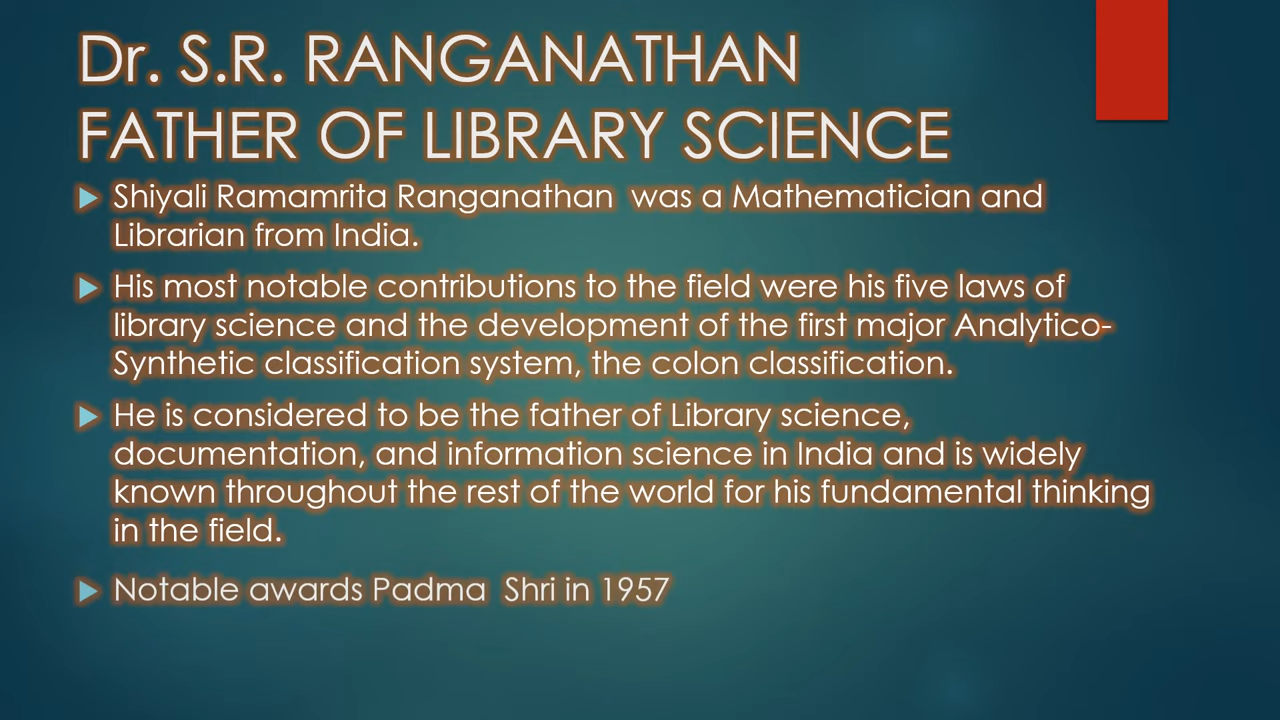 Dr. S.R. RANGANATHAN
FATHER OF LIBRARY SCIENCE
Shiyali Ramamrita Ranganathan  was a Mathematician and
Librarian from India.
His most notable contributions to the field were his five laws of
library science and the development of the first major Analytico-
Synthetic classification system, the colon classification.
He is considered to be the father of Library science,
documentation, and information science in India and is widely
known throughout the rest of the world for his fundamental thinking
in the field.
Notable awards Padma  Shri in 1957